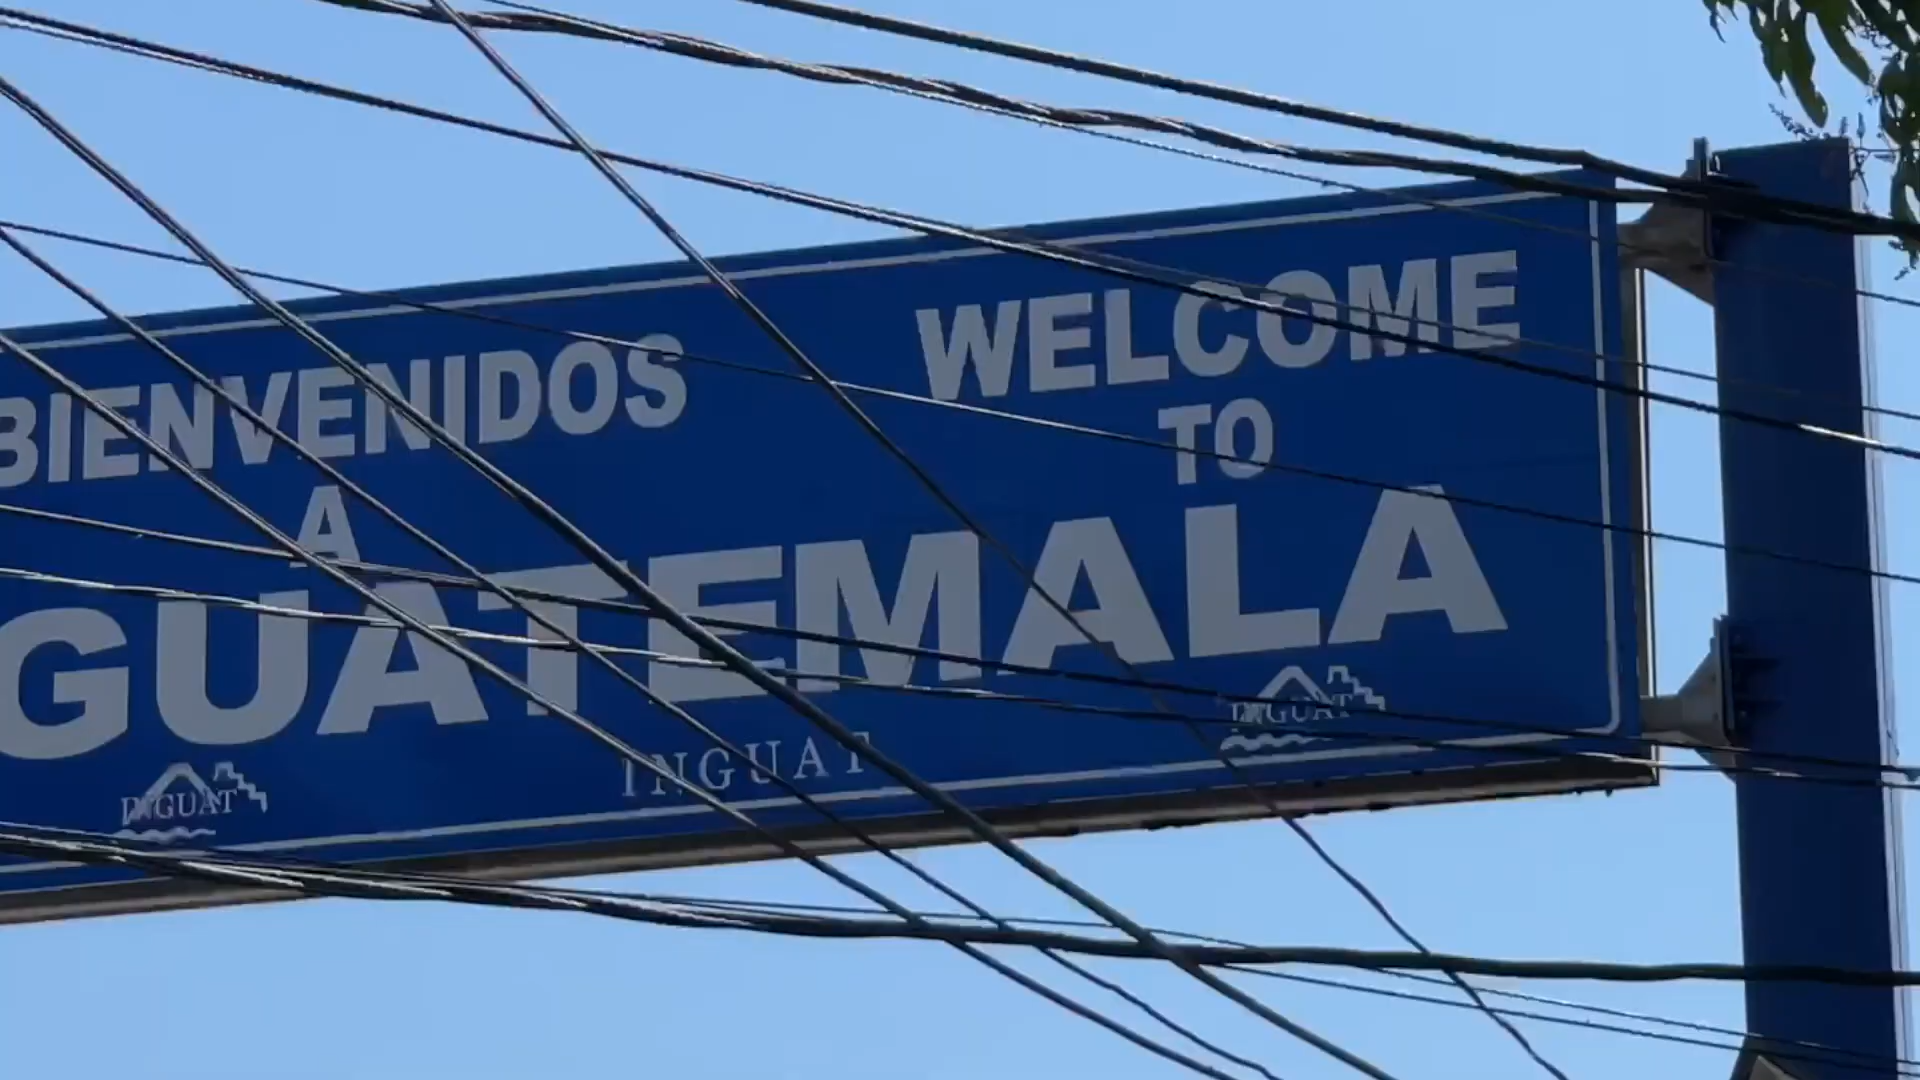 BIENVENIDOS
A
WELCOME
TO
GUATEMALA
INGUAT
INGUAT
INGUAT